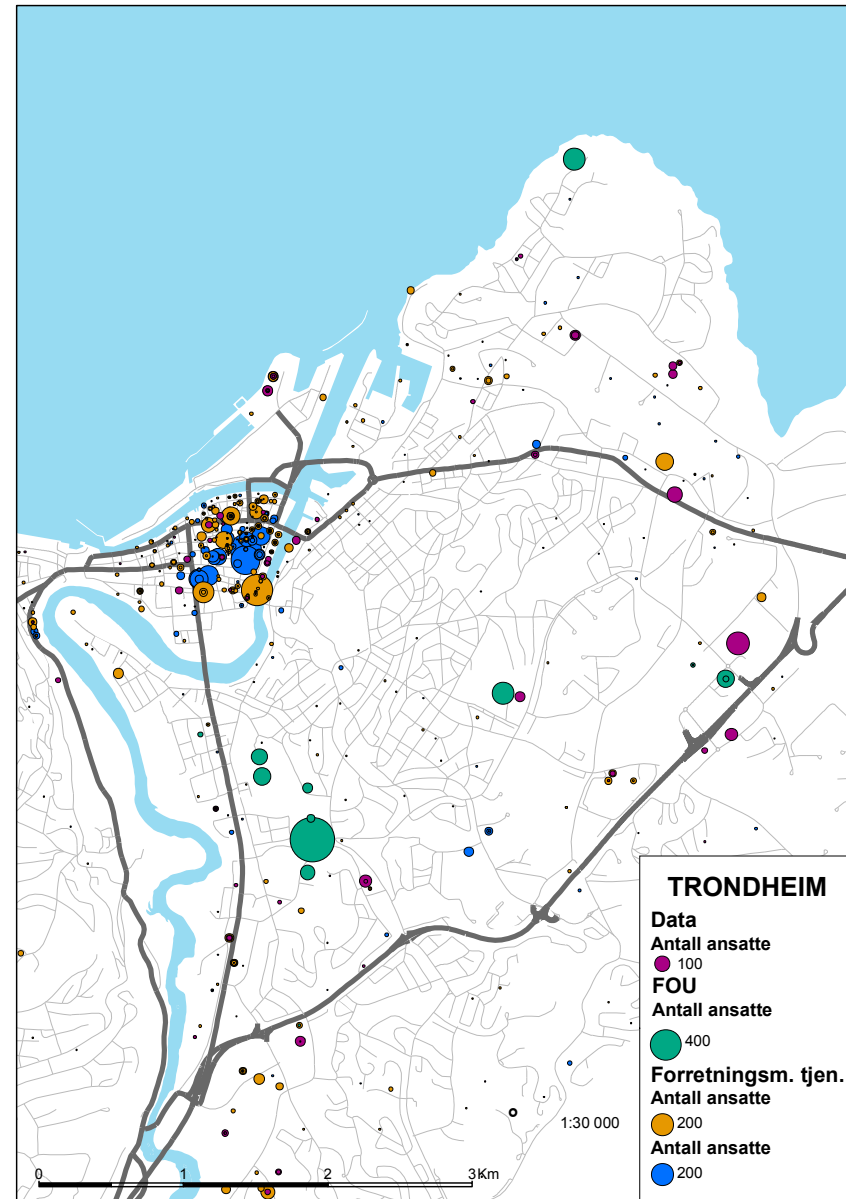 TRONDHEIM
Data
Antall ansatte
100
FOU
Antall ansatte
400
Forretningsm. tjen.
Antall ansatte
200
Antall ansatte
200
1:30 000
0 1 2 3Km